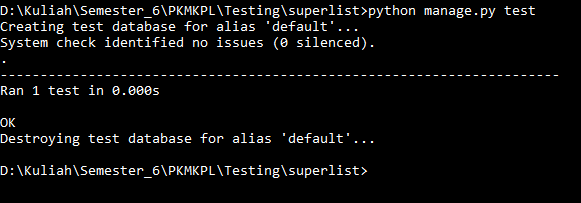 D:\Kuliah\Semester_6\PKMKPL\Testing\superlist>python manage.py test
Creating test database for alias 'default'...
System check identified no issues (0 silenced).
.
----------------------------------------------------------------------
Ran 1 test in 0.000s
OK
Destroying test database for alias 'default'...
D:\Kuliah\Semester_6\PKMKPL\Testing\superlist>